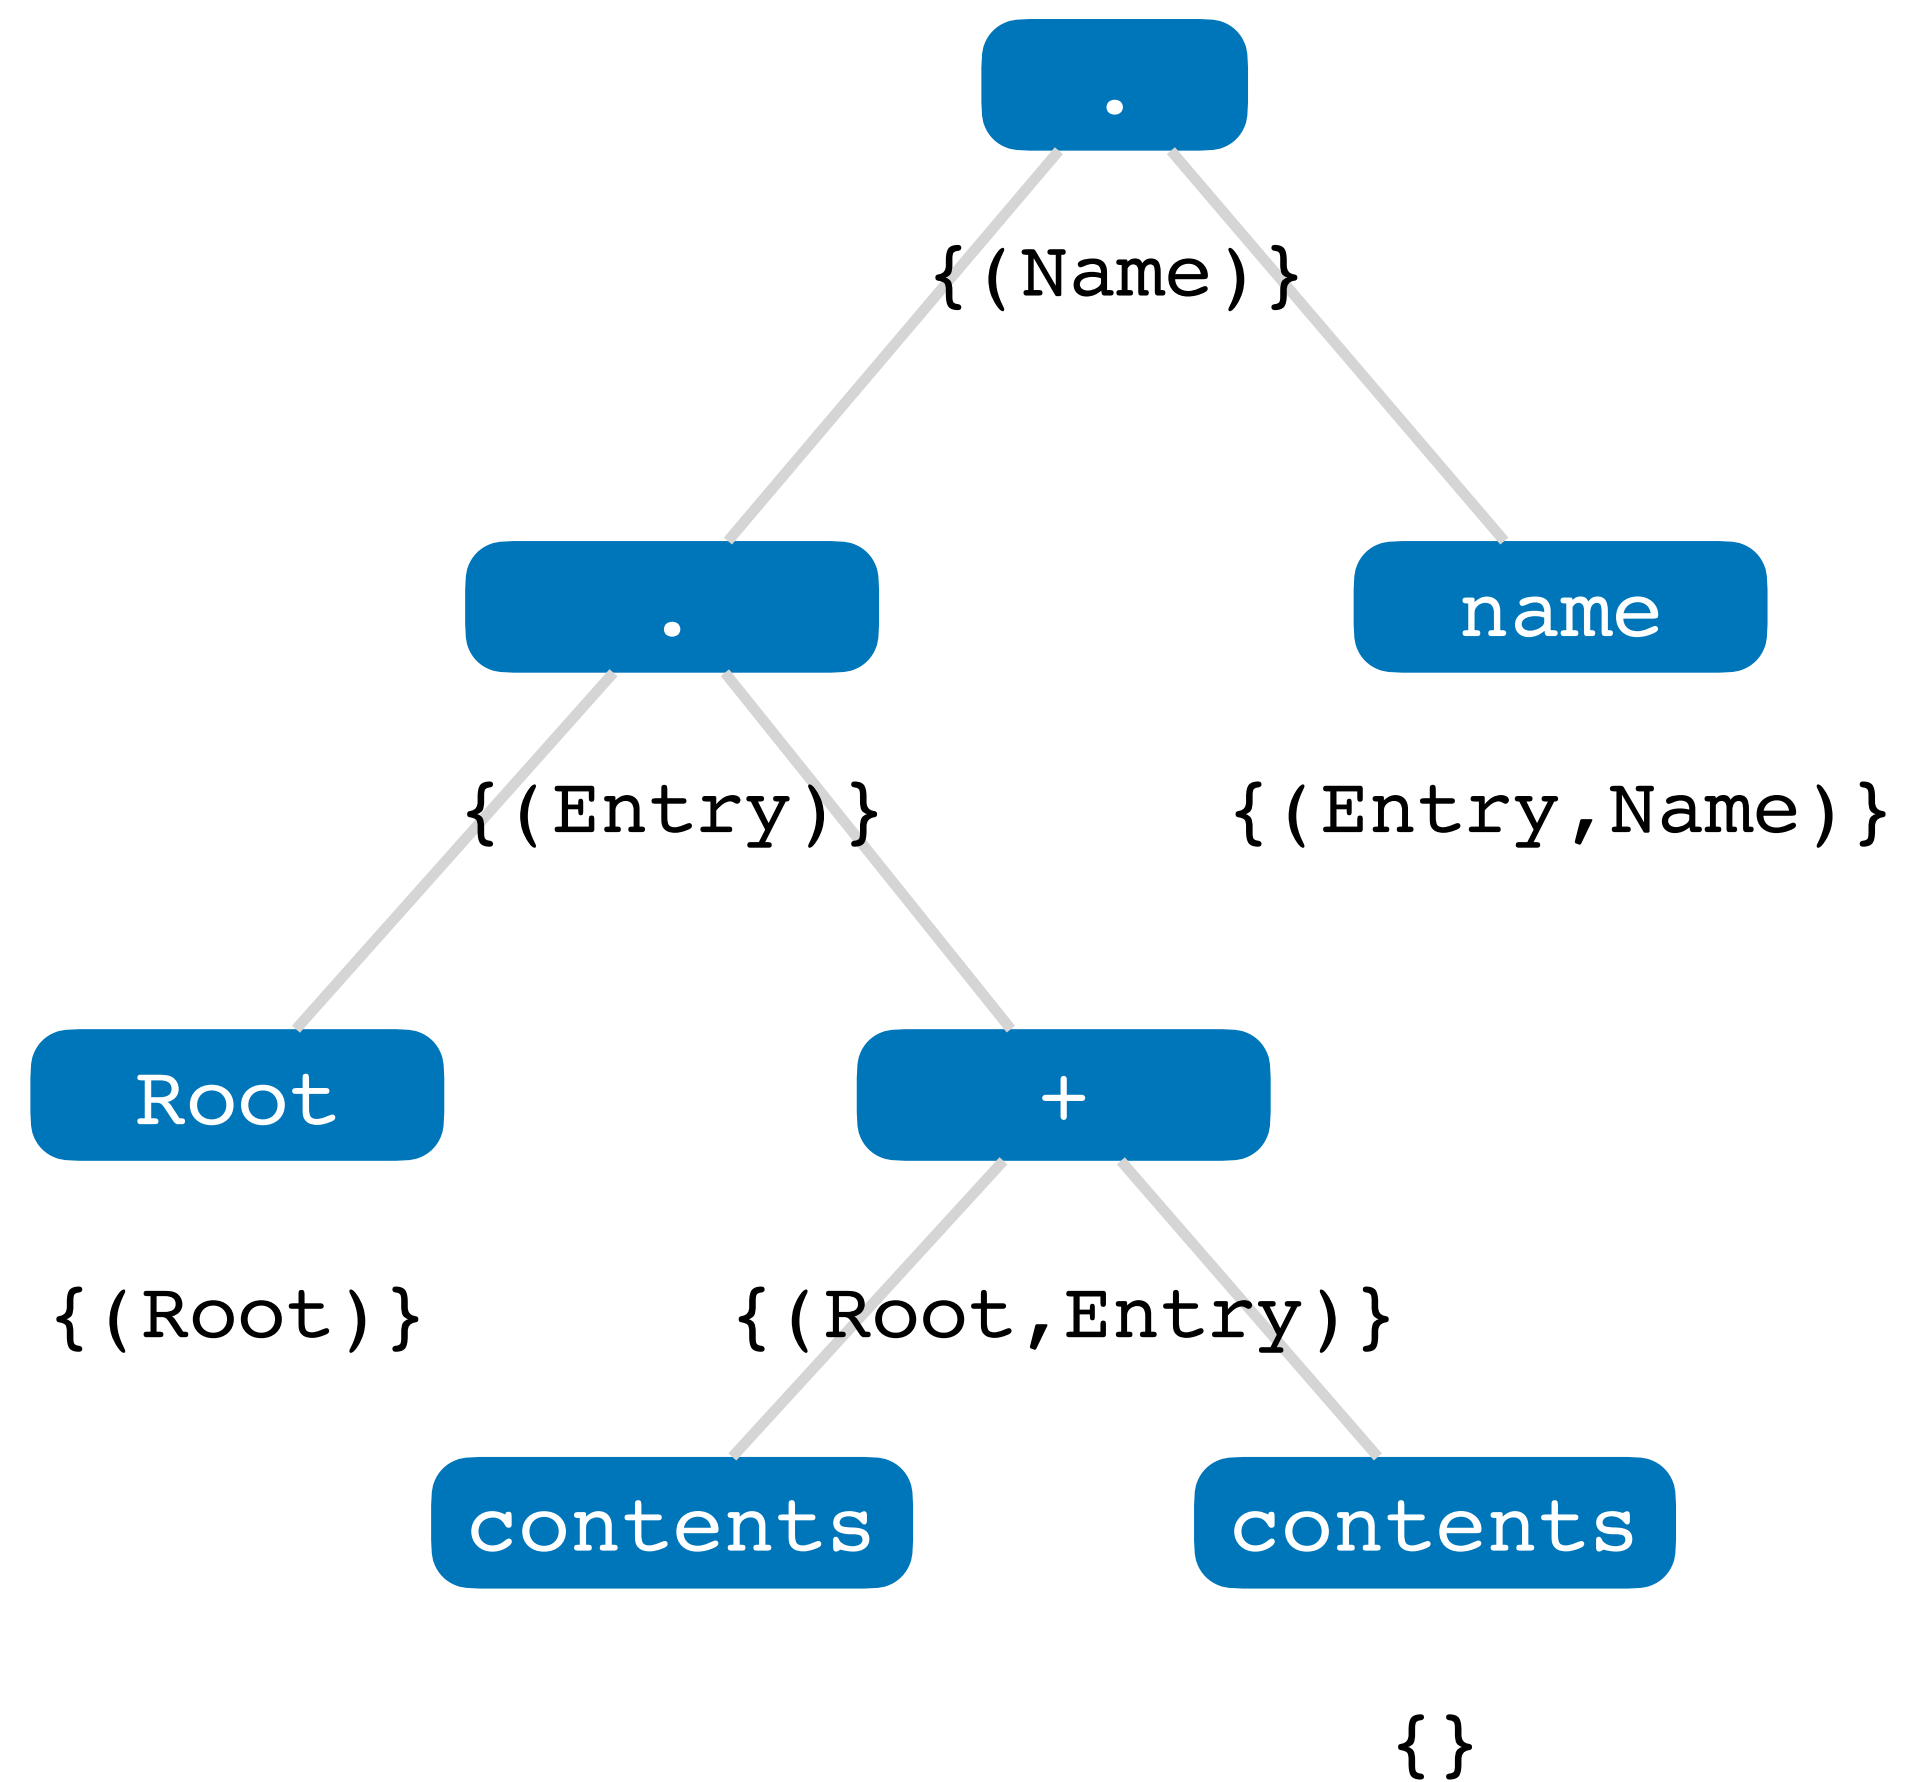 .
{(Name)}
.
name
{(Entry)}
{(Entry,Name)}
Root
+
{(Root)}
{(Root,Entry)}
contents
contents
{}